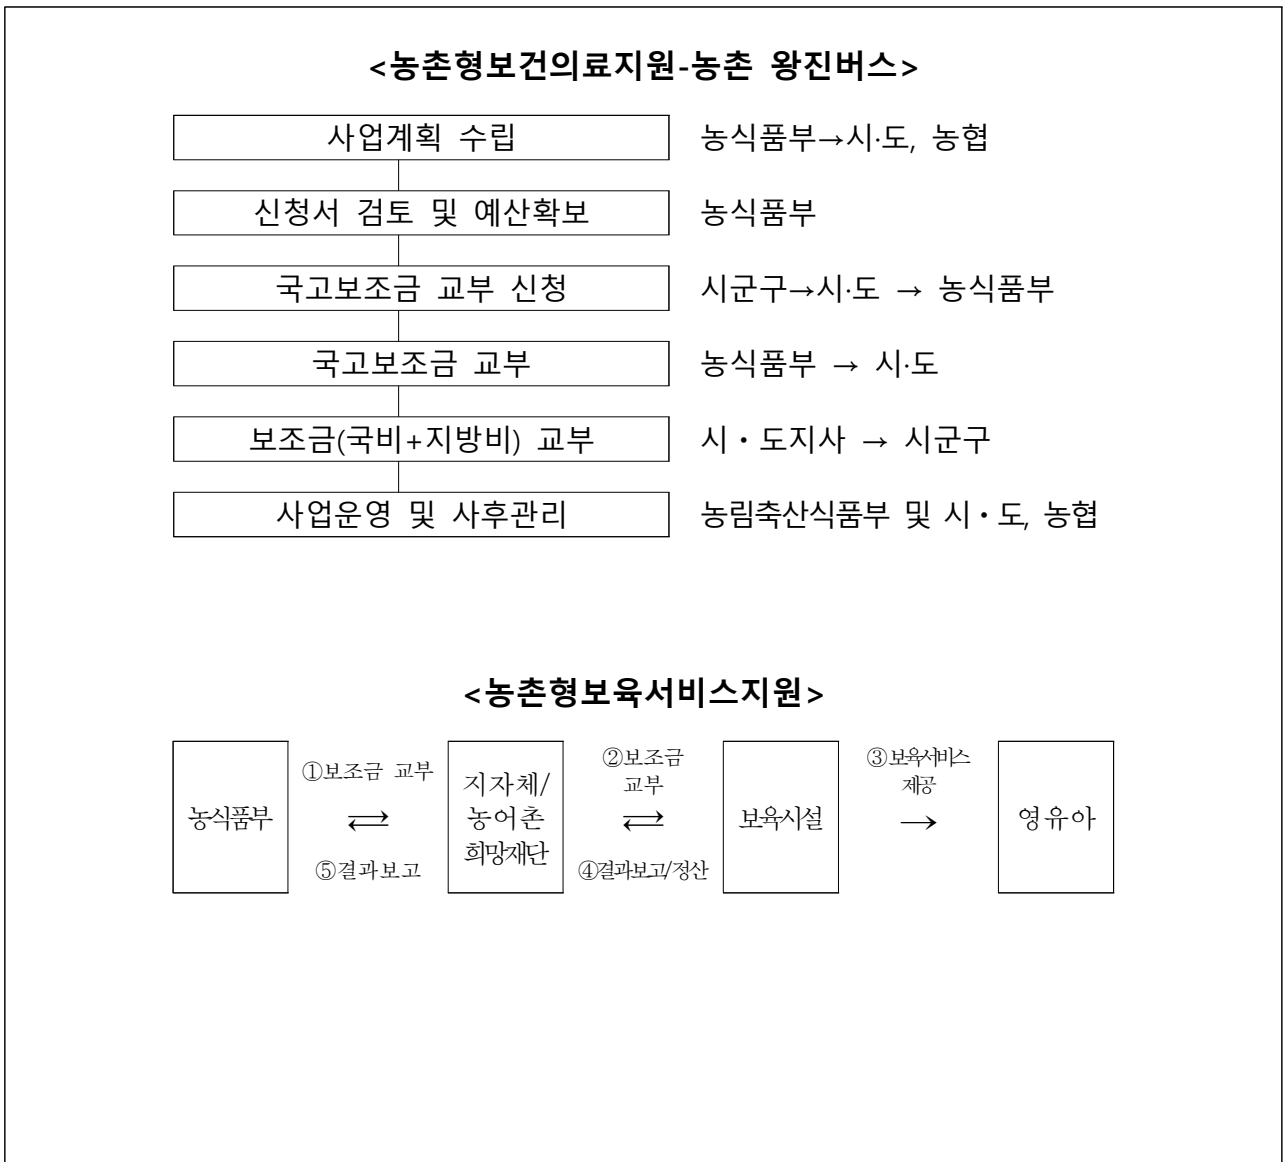 <농촌형보건의료지원-농촌 왕진버스>
사업계획 수립 농식품부→시·도, 농협
신청서 검토 및 예산확보 농식품부
국고보조금 교부 신청 시군구→시·도 → 농식품부
국고보조금 교부 농식품부 → 시·도
보조금(국비+지방비) 교부 시・도지사 → 시군구
사업운영 및 사후관리 농림축산식품부 및 시・도, 농협
<농촌형보육서비스지원>
농식품부
①보조금 교부
⇄
⑤결과보고
지자체/
농어촌
희망재단
②보조금
교부
⇄
④결과보고/정산
보육시설
③보육서비스
제공
→
영유아